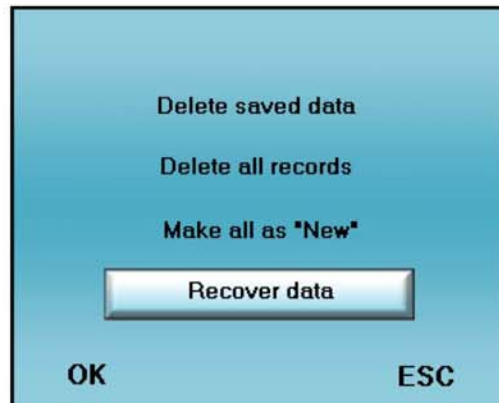 Delete saved data
Delete all records
Make all as "New"
Recover data
OK ESC